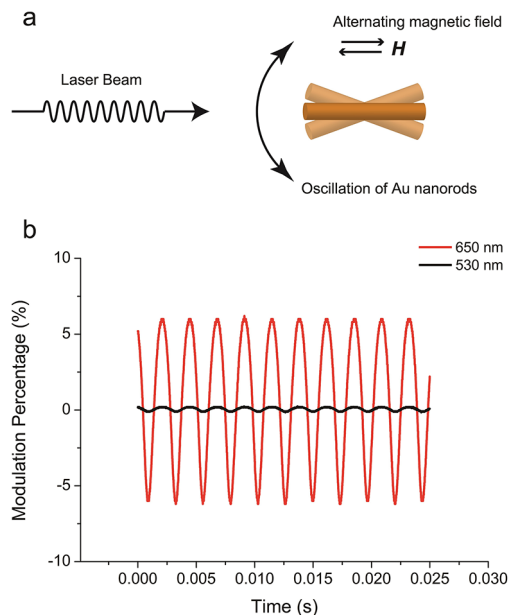 a
Alternating magnetic field
H
Laser Beam
Oscillation of Au nanorods
b
650 nm
530 nm
10
5
0
-5
-10
Modulation Percentage (%)
0.000 0.005 0.010 0.015 0.020 0.025 0.030
Time (s)